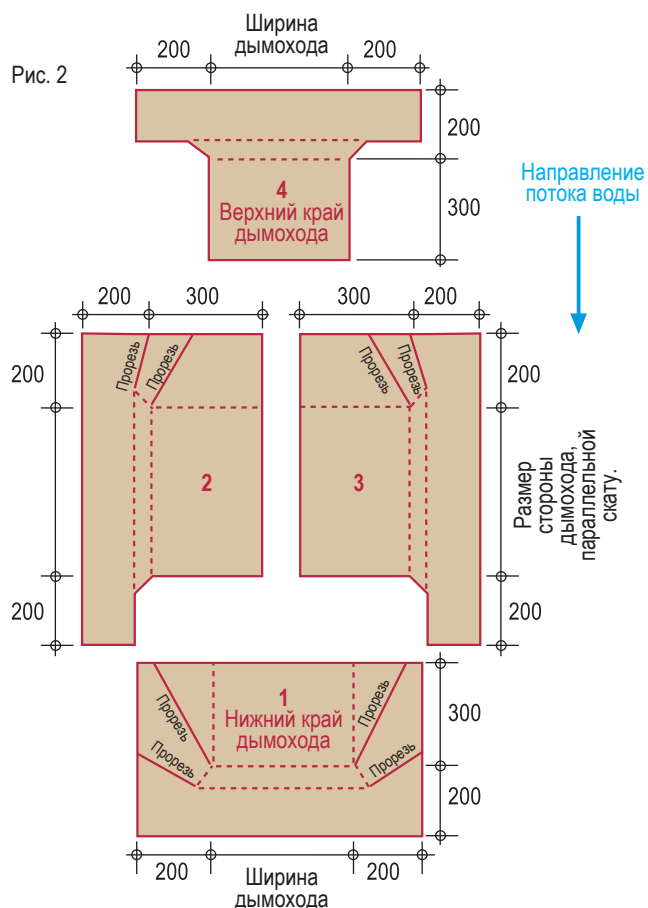 Рис. 2
Ширина
дымохода
200
200
200
300
4
Верхний край
дымохода
Направление
потока воды
200
300
300
200
200
Прорезь
Прорезь
Прорезь
Прорезь
200
2
3
Размер
стороны
дымохода,
параллельной
скату.
200
200
1
Нижний край
дымохода
Прорезь
Прорезь
Прорезь
Прорезь
300
200
200
Ширина
дымохода
200